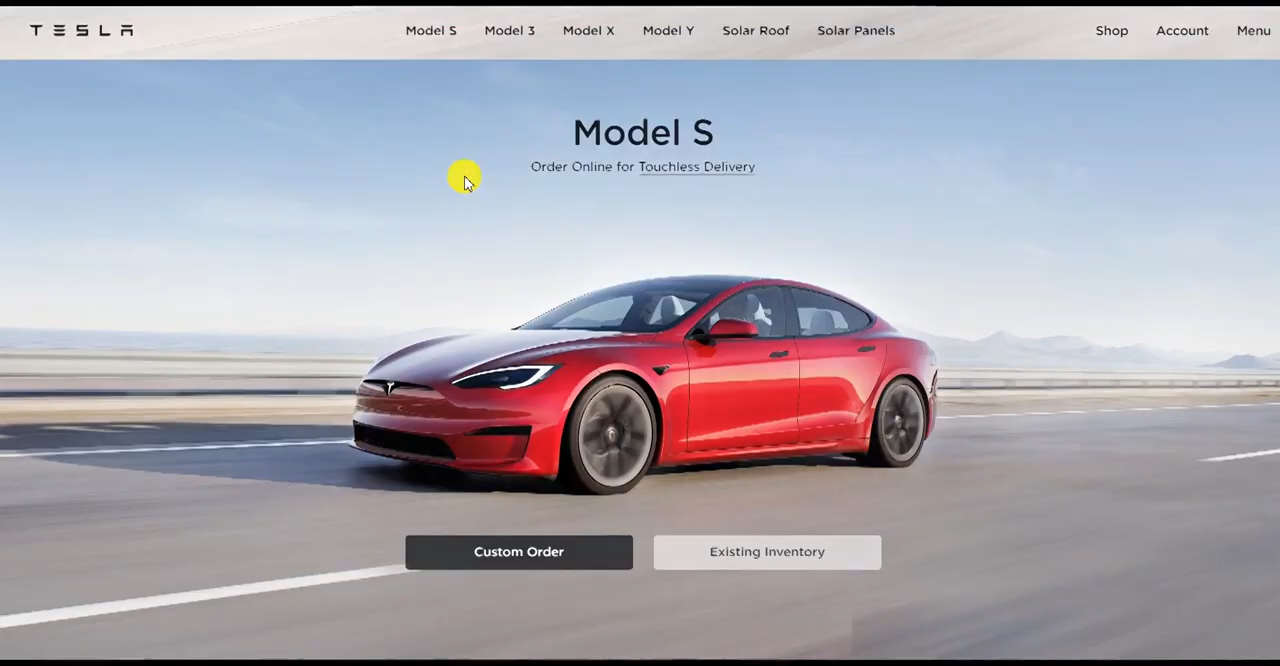 TESLA Model S Model 3 Model X Model Y Solar Roof Solar Panels Shop Account Menu
Model S
Order Online for Touchless Delivery
Custom Order Existing Inventory